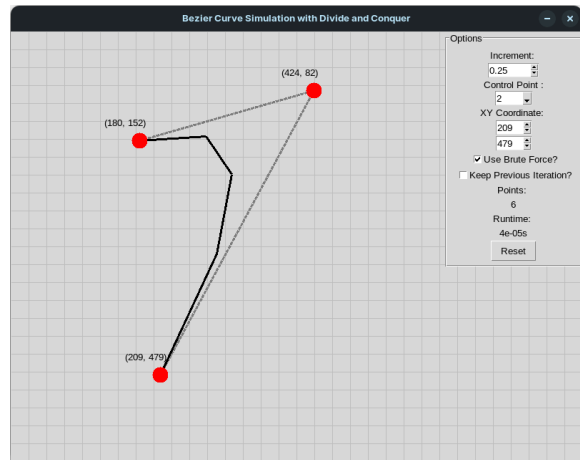 Bezier Curve Simulation with Divide and Conquer
(424, 82)
(180, 152)
(209, 479)
Options
Increment:
0.25
Control Point :
2
XY Coordinate:
209
479
Use Brute Force?
Keep Previous Iteration?
Points:
6
Runtime:
4e-05s
Reset